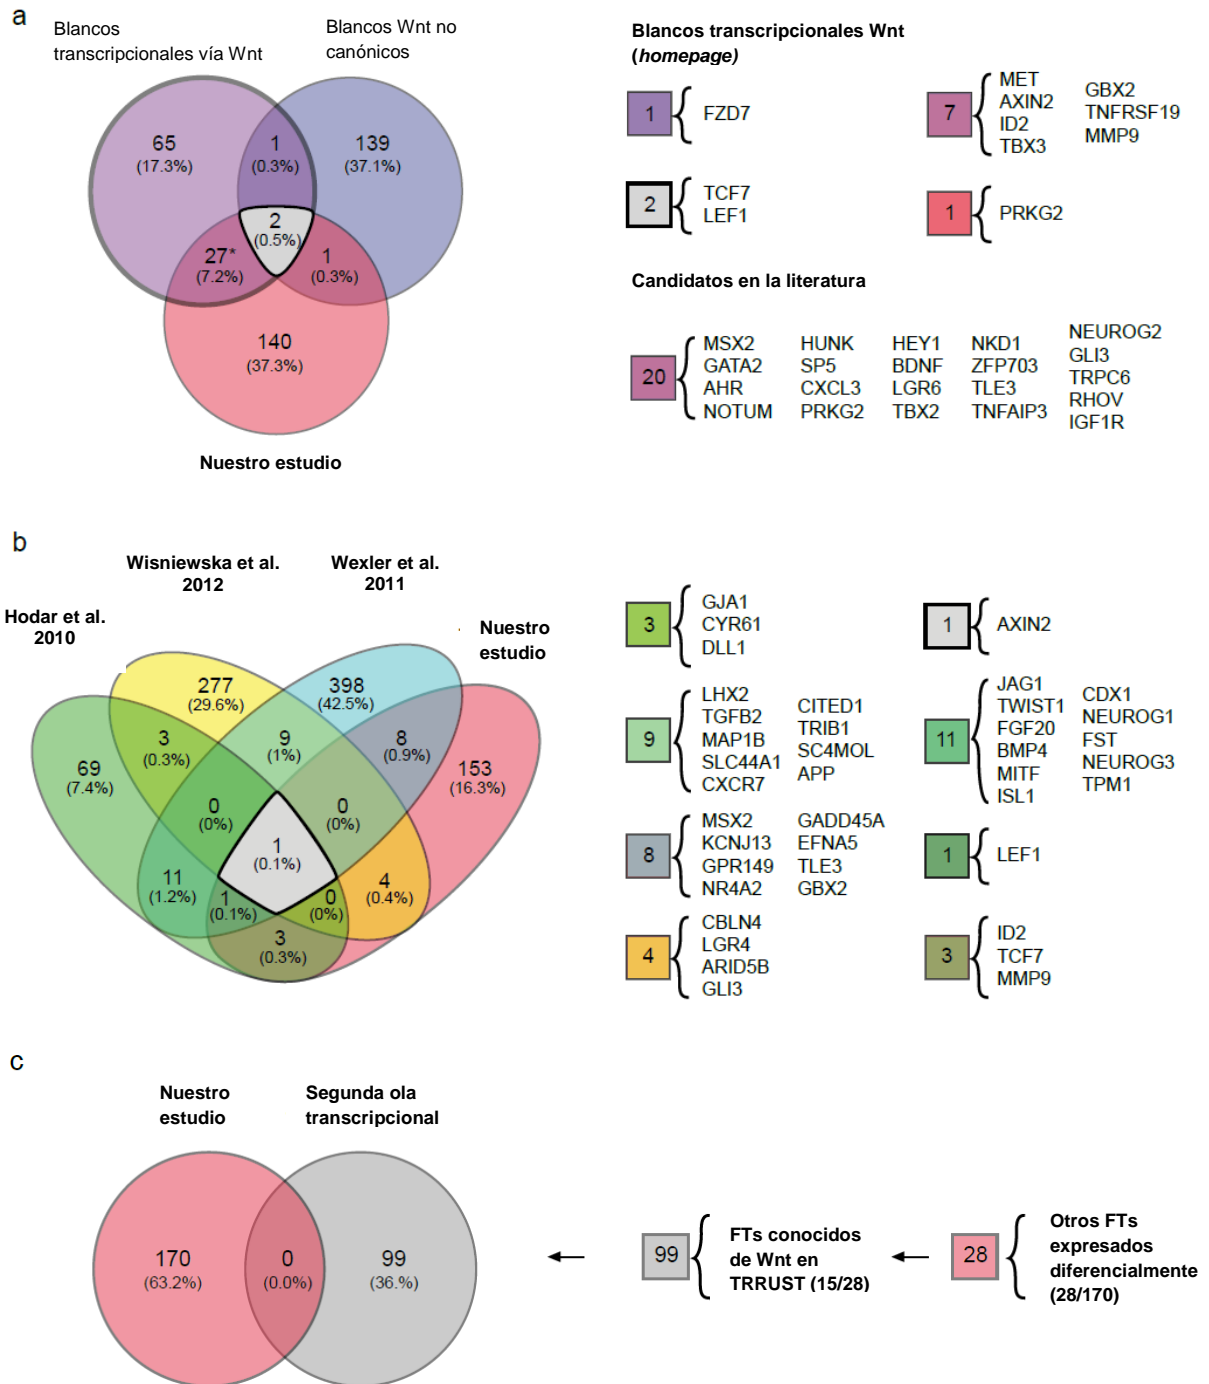 a
Blancos
transcripcionales vía Wnt
Blancos Wnt no
canónicos
65
(17.3%)
1
(0.3%)
139
(37.1%)
2
(0.5%)
27*
(7.2%)
1
(0.3%)
140
(37.3%)
Nuestro estudio
Blancos transcripcionales Wnt
(homepage)
1
FZD7
7
MET
AXIN2
ID2
TBX3
GBX2
TNFRSF19
MMP9
2
TCF7
LEF1
1
PRKG2
Candidatos en la literatura
20
MSX2
GATA2
AHR
NOTUM
HUNK
SP5
CXCL3
PRKG2
HEY1
BDNF
LGR6
TBX2
NKD1
ZFP703
TLE3
TNFAIP3
NEUROG2
GLI3
TRPC6
RHOV
IGF1R
b
Wisniewska et al.
2012
Wexler et al.
2011
Hodar et al.
2010
Nuestro
estudio
277
(29.6%)
398
(42.5%)
3
(0.3%)
9
(1%)
8
(0.9%)
69
(7.4%)
153
(16.3%)
0
(0%)
0
(0%)
1
(0.1%)
11
(1.2%)
4
(0.4%)
1
(0.1%)
0
(0%)
3
(0.3%)
3
GJA1
CYR61
DLL1
1
AXIN2
9
LHX2
TGFB2
MAP1B
SLC44A1
CXCR7
CITED1
TRIB1
SC4MOL
APP
11
JAG1
TWIST1
FGF20
BMP4
MITF
ISL1
CDX1
NEUROG1
FST
NEUROG3
TPM1
8
MSX2
KCNJ13
GPR149
NR4A2
GADD45A
EFNA5
TLE3
GBX2
1
LEF1
4
CBLN4
LGR4
ARID5B
GLI3
3
ID2
TCF7
MMP9
c
Nuestro
estudio
Segunda ola
transcripcional
170
(63.2%)
0
(0.0%)
99
(36.%)
99
FTs conocidos
de Wnt en
TRRUST (15/28)
28
Otros FTs
expresados
diferencialmente
(28/170)